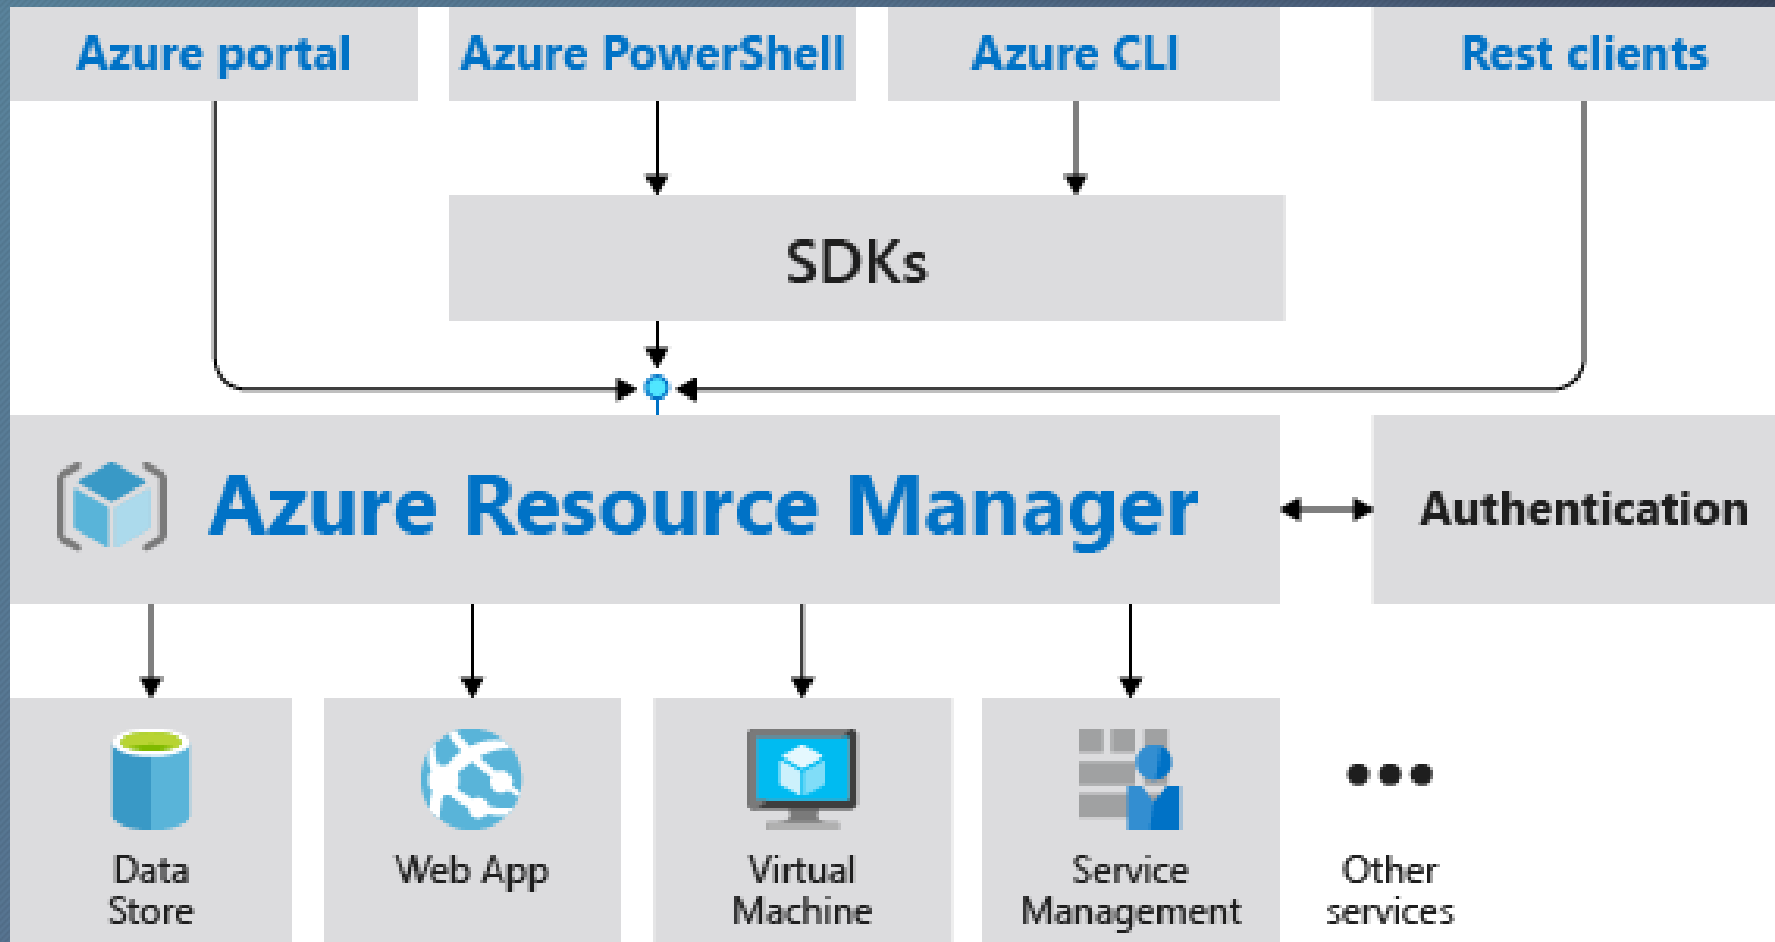 Azure portal
Azure PowerShell
Azure CLI
Rest clients
SDKs
Azure Resource Manager
Authentication
Data
Store
Web App
Virtual
Machine
Service
Management
Other
services